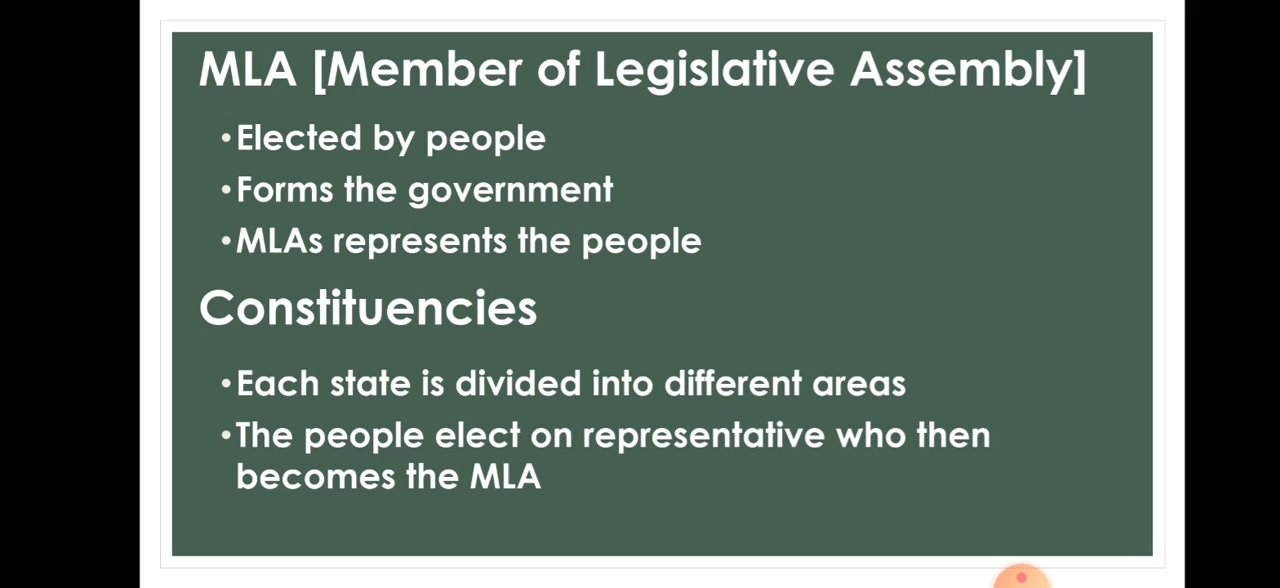 MLA [Member of Legislative Assembly]
•Elected by people
•Forms the government
•MLAs represents the people
Constituencies
•Each state is divided into different areas
•The people elect on representative who then
becomes the MLA